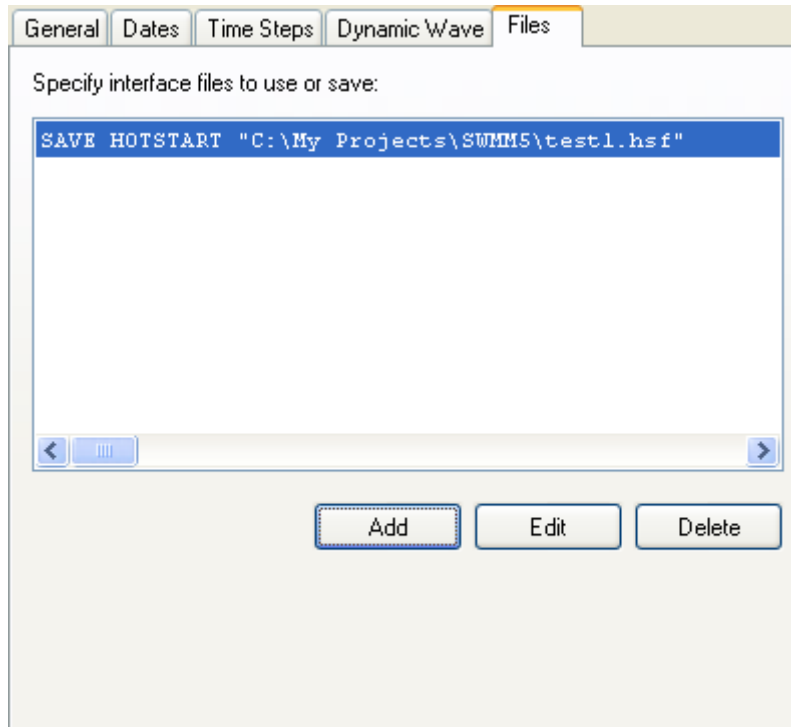 General Dates Time Steps Dynamic Wave Files
Specify interface files to use or save:
SAVE HOTSTART "C:\My Projects\SWMM5\test1.hsf"
Add Edit Delete